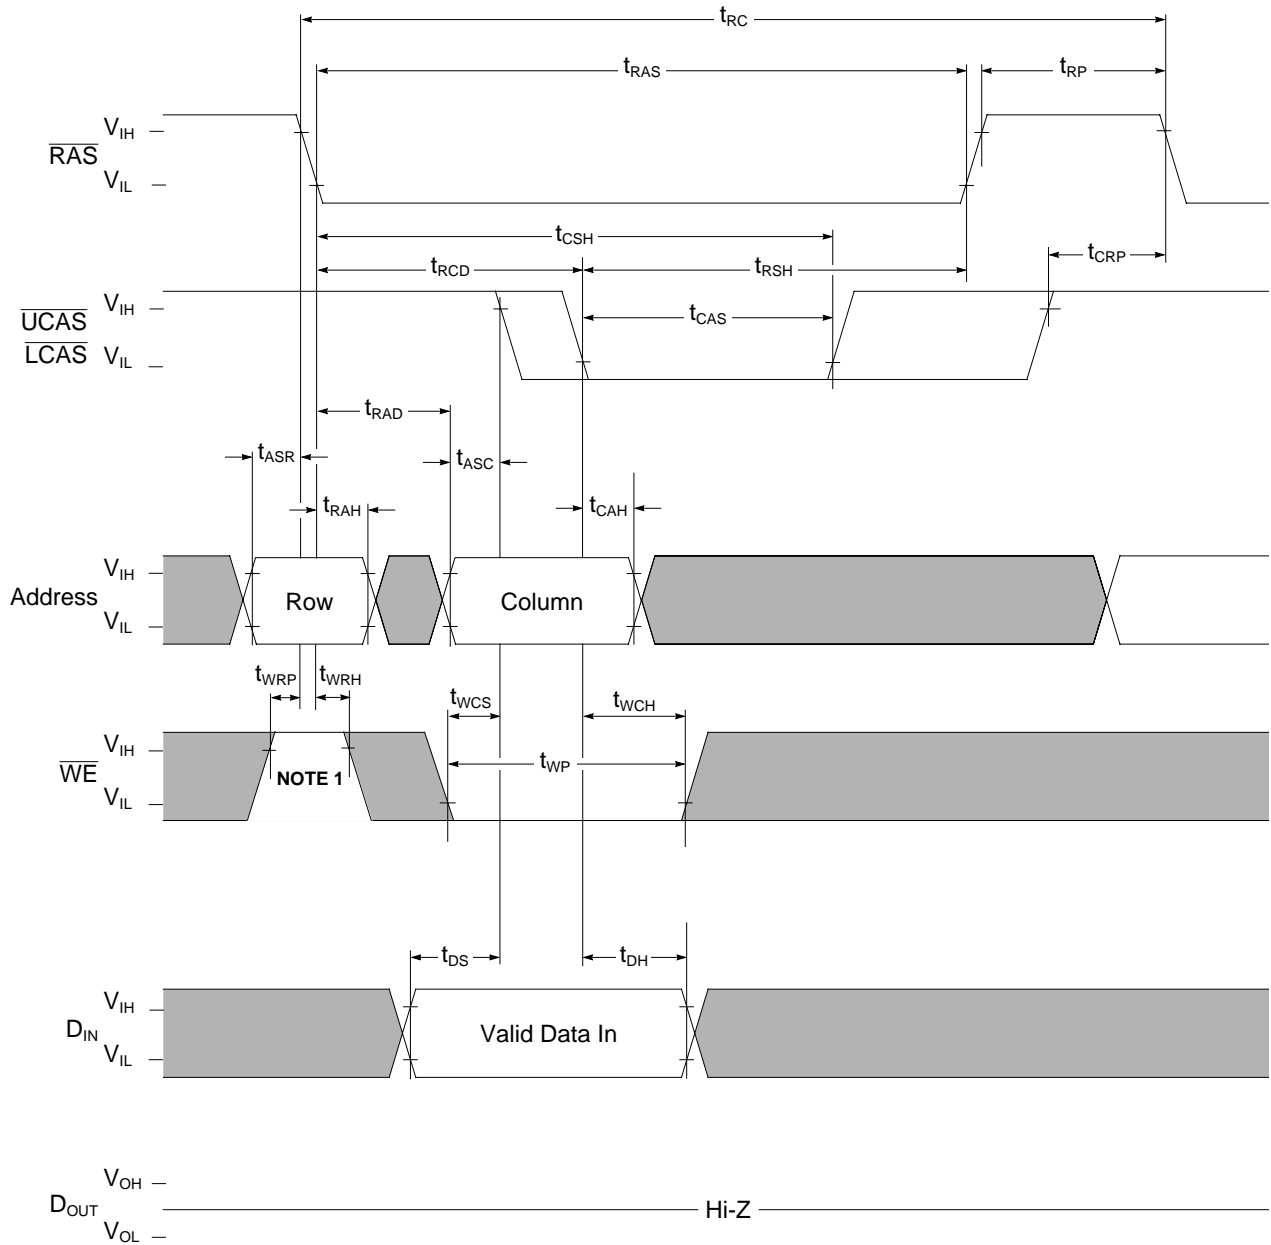 tRC
tRAS
tRP
VIH
RAS
VIL
tCSH
tRCD
tRSH
tCRP
VIH
UCAS
tCAS
LCAS
VIL
tRAD
tASR
tASC
tRAH
tCAH
VIH
Address
Row
Column
VIL
tWRP
tWRH
tWCS
tWCH
VIH
WE
NOTE 1
tWP
VIL
tDS
tDH
VIH
DIN
Valid Data In
VIL
VOH
DOUT
Hi-Z
VOL